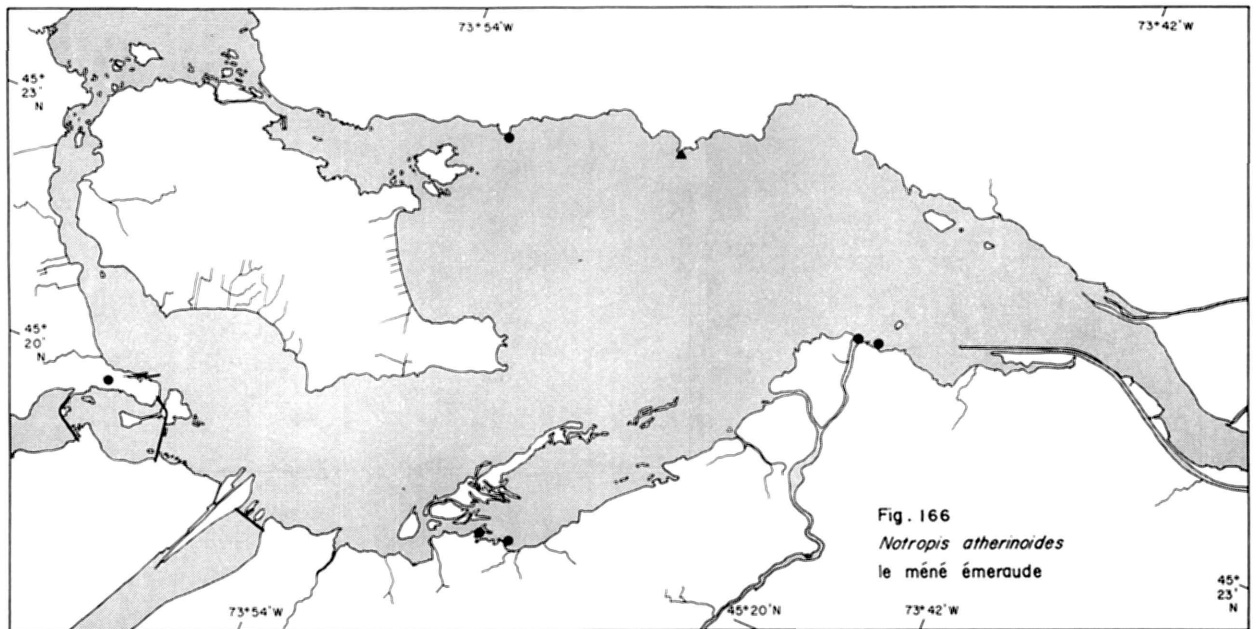 73°54'W
73°42'W
45°
23'
N
45°
20'
N
Fig. 166
Notropis atherinoides
le méné émeraude
73°54'W
45°20'N
73°42'W
45°
23'
N